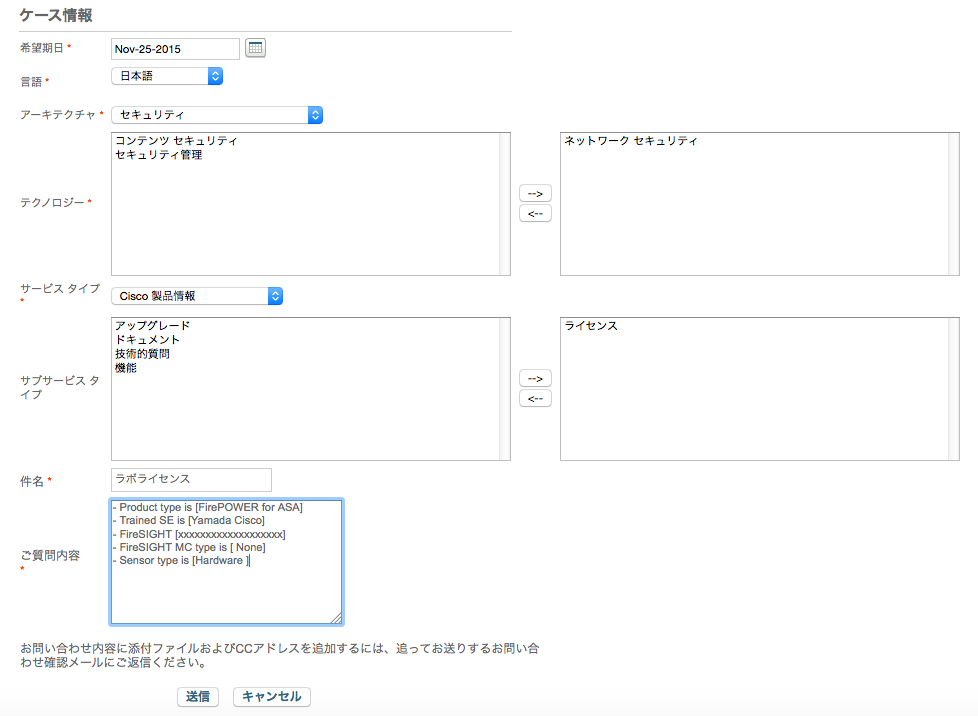 ケース情報
希望期日 * Nov-25-2015
言語 * 日本語
アーキテクチャ * セキュリティ
コンテンツ セキュリティ
セキュリティ管理
ネットワーク セキュリティ
テクノロジー *
-->
<--
サービス タイプ
*
Cisco 製品情報
アップグレード
ドキュメント
技術的質問
機能
ライセンス
サブサービス タ
イプ
-->
<--
件名 * ラボライセンス
ご質問内容
*
- Product type is [FirePOWER for ASA]
- Trained SE is [Yamada Cisco]
- FireSIGHT [xxxxxxxxxxxxxxxxxxx]
- FireSIGHT MC type is [ None]
- Sensor type is [Hardware ]
お問い合わせ内容に添付ファイルおよびCCアドレスを追加するには、追ってお送りするお問い合
わせ確認メールにご返信ください。
送信 キャンセル